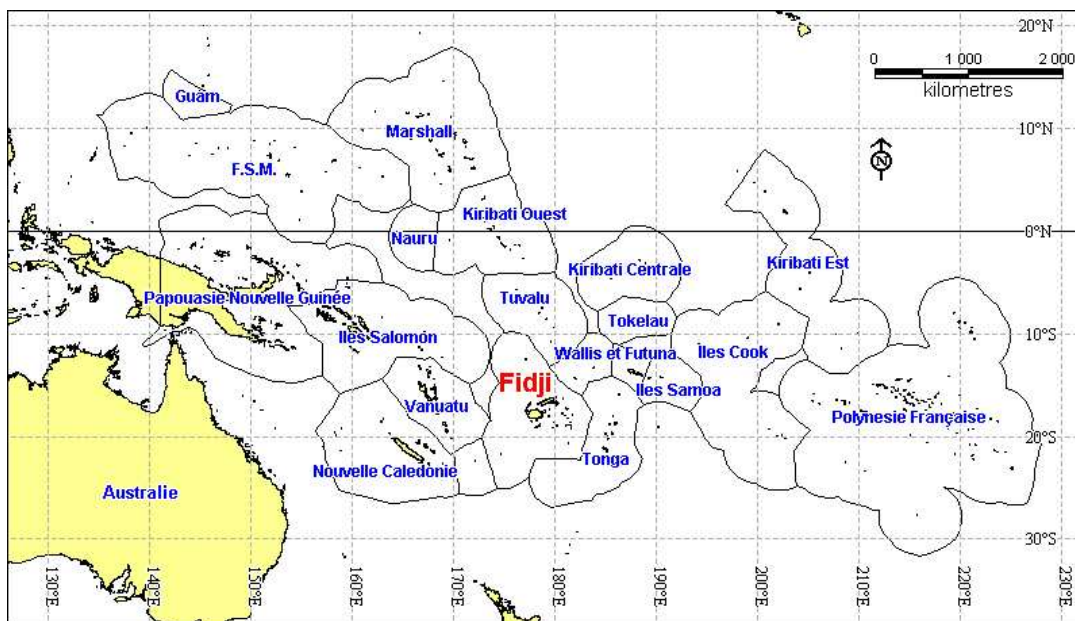 20°N
0 1 000 2 000
kilometres
Guam
Marshall
10°N
N
F.S.M.
Kiribati Ouest
Nauru
0°N
Kiribati Centrale
Kiribati Est
Papouasie-Nouvelle Guinée
Tuvalu
Tokelau
Iles Salomon
10°S
Wallis et Futuna
Îles Cook
Fidji
Iles Samoa
Vanuatu
Polynesie Française
20°S
Nouvelle Caledonie
Tonga
Australie
30°S
130°E
140°E
150°E
160°E
170°E
180°E
190°E
200°E
210°E
220°E
230°E